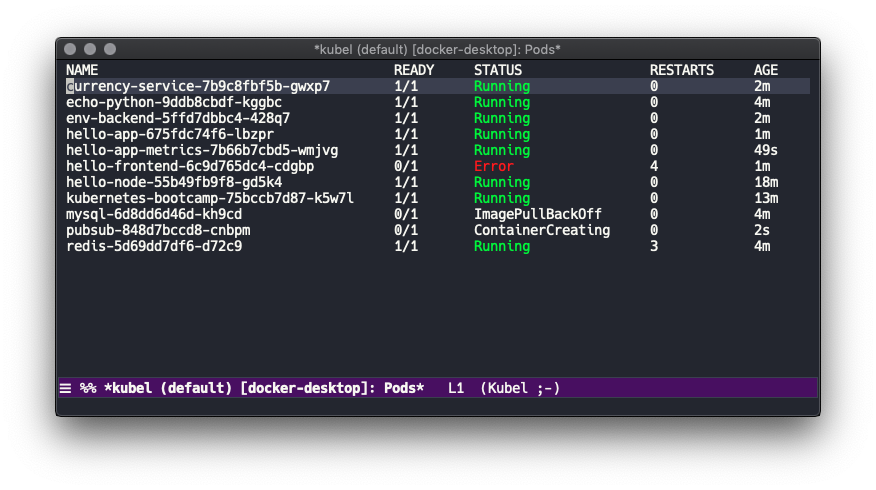 *kubel (default) [docker-desktop]: Pods*
NAME READY STATUS RESTARTS AGE
currency-service-7b9c8fbf5b-gwxp7 1/1 Running 0 2m
echo-python-9ddb8cbdf-kggbc 1/1 Running 0 4m
env-backend-5ffd7dbbc4-428q7 1/1 Running 0 2m
hello-app-675fdc74f6-lbzpr 1/1 Running 0 1m
hello-app-metrics-7b66b7cbd5-wmjvg 1/1 Running 0 49s
hello-frontend-6c9d765dc4-cdgbp 0/1 Error 4 1m
hello-node-55b49fb9f8-gd5k4 1/1 Running 0 18m
kubernetes-bootcamp-75bccb7d87-k5w7l 1/1 Running 0 13m
mysql-6d8dd6d46d-kh9cd 0/1 ImagePullBackOff 0 4m
pubsub-848d7bccd8-cnbpm 0/1 ContainerCreating 0 2s
redis-5d69dd7df6-d72c9 1/1 Running 3 4m
☰ %% *kubel (default) [docker-desktop]: Pods* L1 (Kubel ;-)